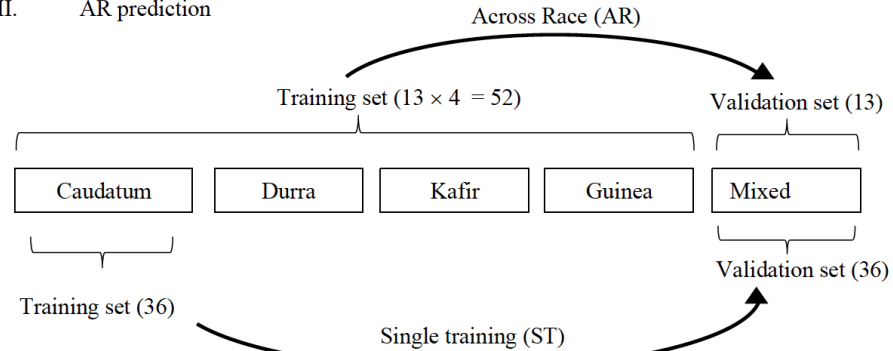 II. AR prediction
Across Race (AR)
Training set (13 × 4 = 52)
Validation set (13)
Caudatum
Durra
Kafir
Guinea
Mixed
Validation set (36)
Training set (36)
Single training (ST)